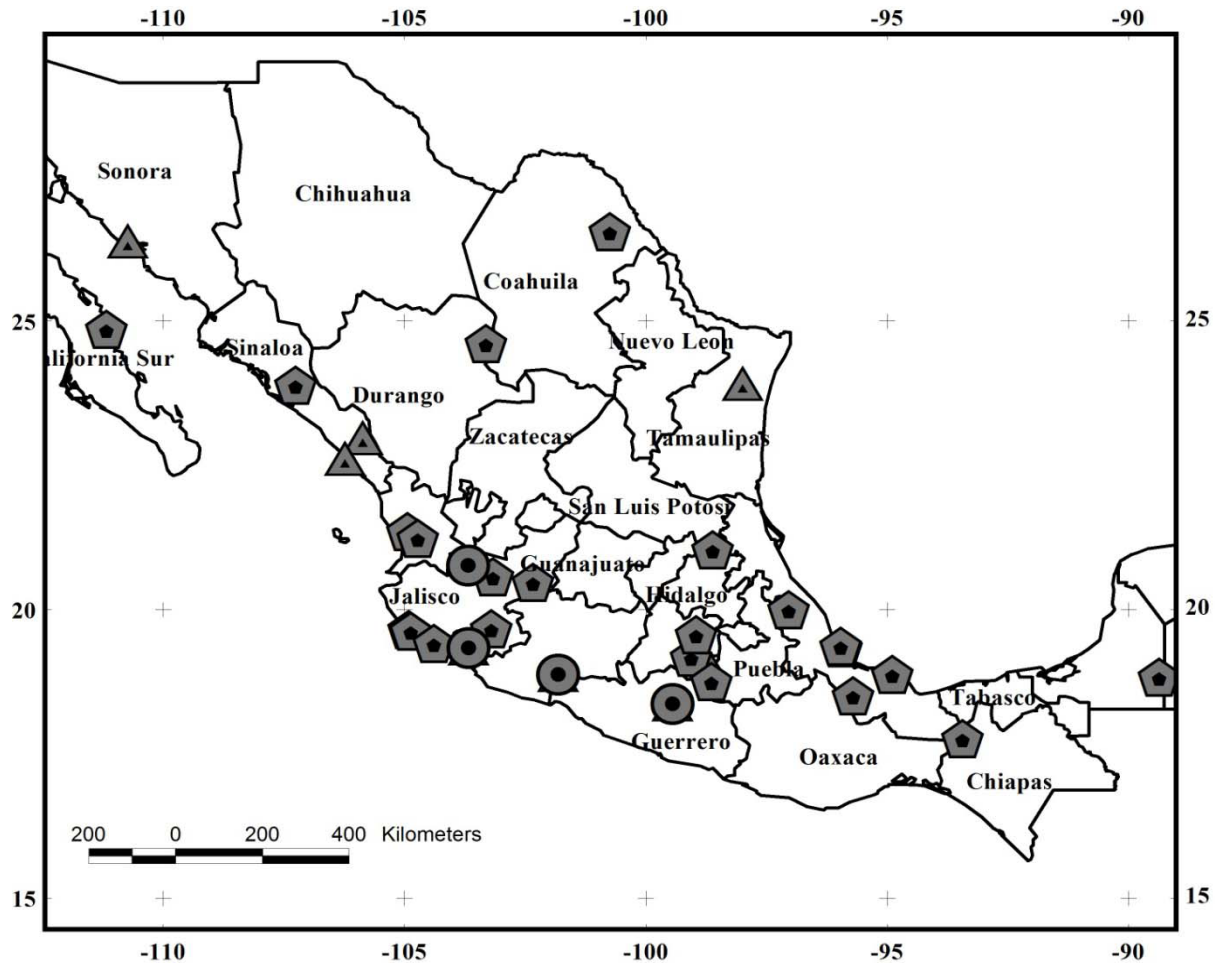 -110 -105 -100 -95 -90
Sonora
Chihuahua
Coahuila
25 25
Nuevo Leon
Sinaloa
alifornia Sur
Durango
Zacatecas
Tamaulipas
San Luis Potosi
Guanajuato
Jalisco
Hidalgo
20 20
Puebla
Tabasco
Guerrero
Oaxaca
Chiapas
200 0 200 400 Kilometers
15 15
-110 -105 -100 -95 -90